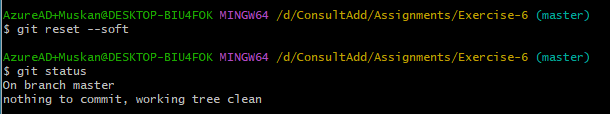 AzureAD+Muskan@DESKTOP-BIU4FOK MINGW64 /d/ConsultAdd/Assignments/Exercise-6 (master)
$ git reset --soft
AzureAD+Muskan@DESKTOP-BIU4FOK MINGW64 /d/ConsultAdd/Assignments/Exercise-6 (master)
$ git status
On branch master
nothing to commit, working tree clean